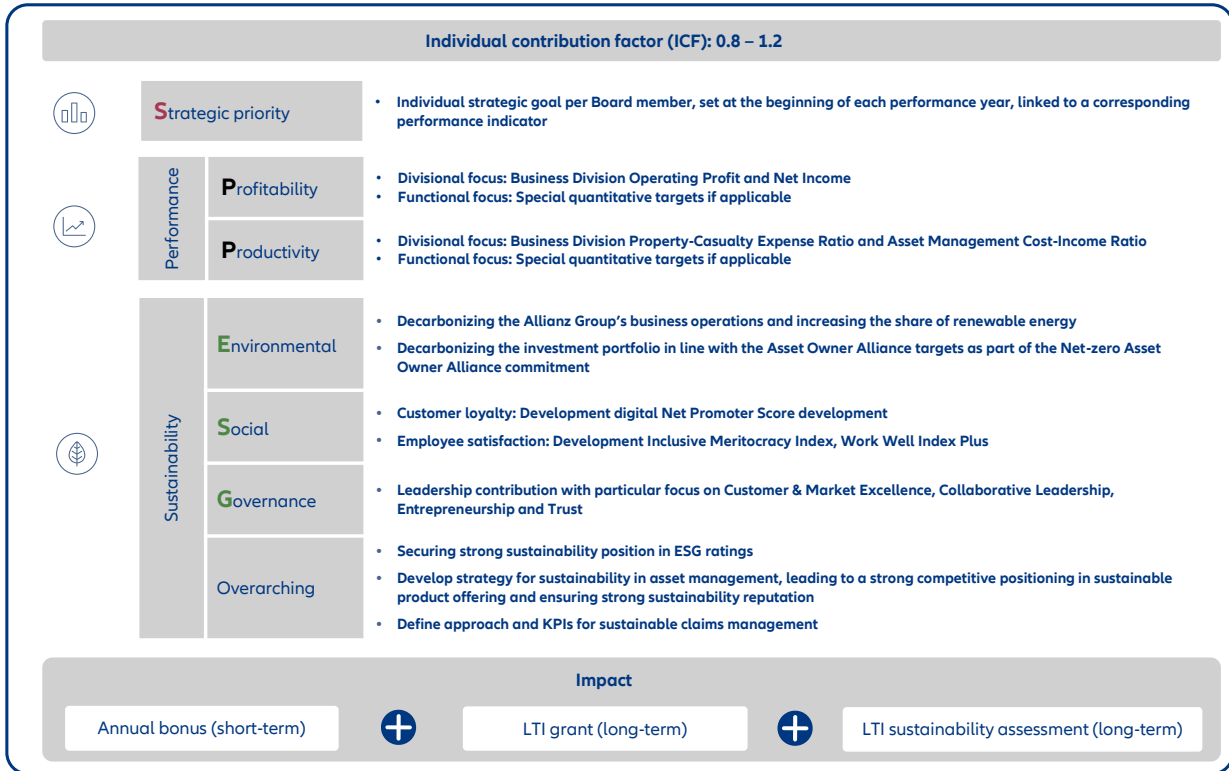 Individual contribution factor (ICF): 0.8 – 1.2
Strategic priority
• Individual strategic goal per Board member, set at the beginning of each performance year, linked to a corresponding
performance indicator
Performance
Profitability
• Divisional focus: Business Division Operating Profit and Net Income
• Functional focus: Special quantitative targets if applicable
Productivity
• Divisional focus: Business Division Property-Casualty Expense Ratio and Asset Management Cost-Income Ratio
• Functional focus: Special quantitative targets if applicable
Sustainability
Environmental
• Decarbonizing the Allianz Group’s business operations and increasing the share of renewable energy
• Decarbonizing the investment portfolio in line with the Asset Owner Alliance targets as part of the Net-zero Asset
Owner Alliance commitment
Social
• Customer loyalty: Development digital Net Promoter Score development
• Employee satisfaction: Development Inclusive Meritocracy Index, Work Well Index Plus
Governance
• Leadership contribution with particular focus on Customer & Market Excellence, Collaborative Leadership,
Entrepreneurship and Trust
Overarching
• Securing strong sustainability position in ESG ratings
• Develop strategy for sustainability in asset management, leading to a strong competitive positioning in sustainable
product offering and ensuring strong sustainability reputation
• Define approach and KPIs for sustainable claims management
Impact
Annual bonus (short-term)
+
LTI grant (long-term)
+
LTI sustainability assessment (long-term)